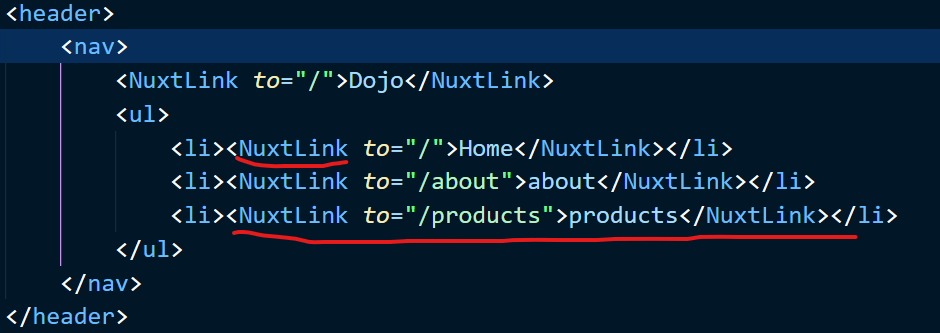 <header>
<nav>
<NuxtLink to="/">Dojo</NuxtLink>
<ul>
<li><NuxtLink to="/">Home</NuxtLink></li>
<li><NuxtLink to="/about">about</NuxtLink></li>
<li><NuxtLink to="/products">products</NuxtLink></li>
</ul>
</nav>
</header>